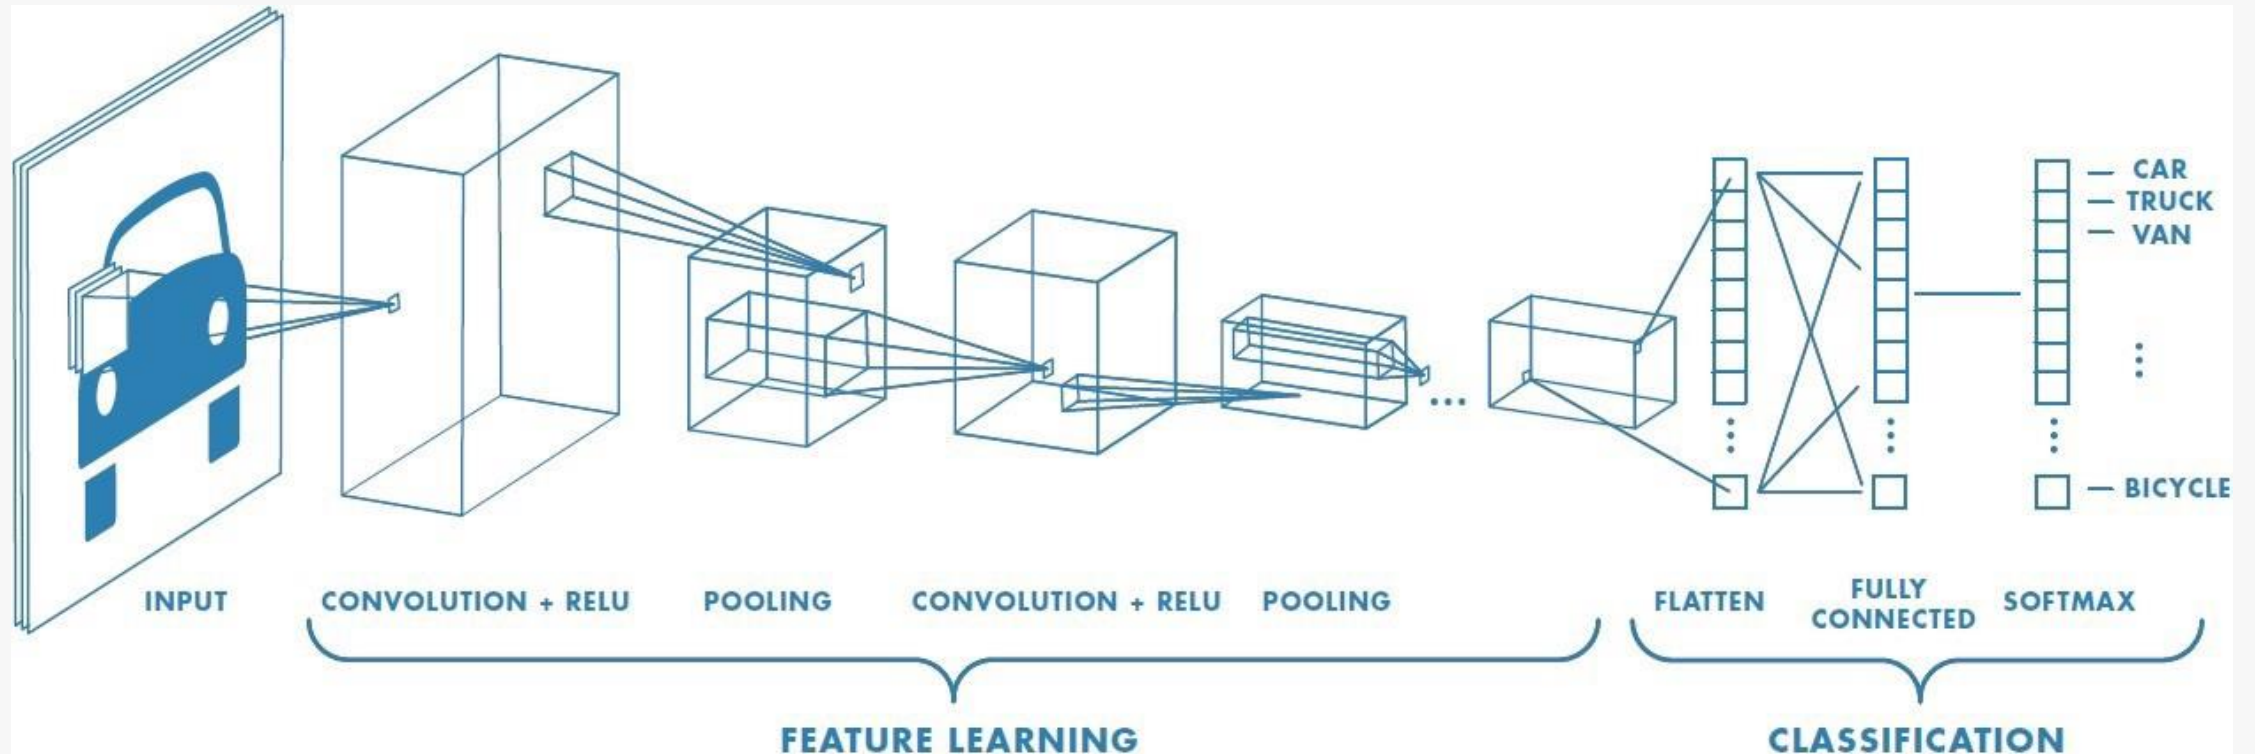 CAR
TRUCK
VAN
BICYCLE
INPUT
CONVOLUTION + RELU
POOLING
CONVOLUTION + RELU
POOLING
FLATTEN
FULLY
CONNECTED
SOFTMAX
FEATURE LEARNING
CLASSIFICATION